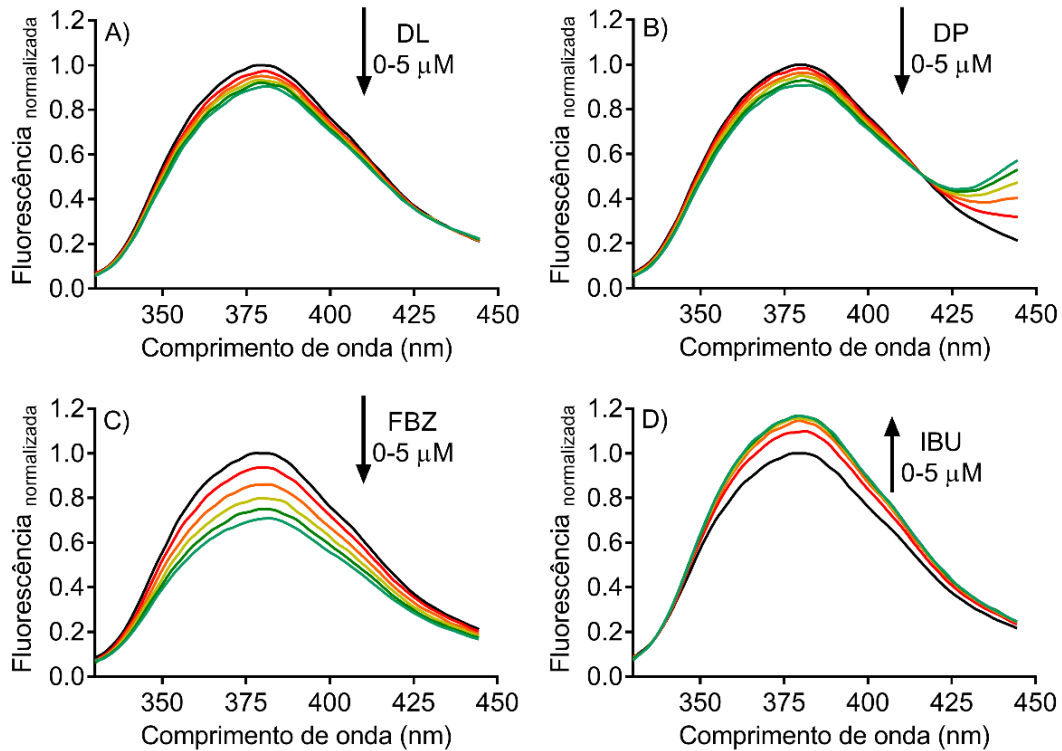 A)
DL
0-5 μM
Fluorescência normalizada
1.2
1.0
0.8
0.6
0.4
0.2
0.0
350 375 400 425 450
Comprimento de onda (nm)
B)
DP
0-5 μM
Fluorescência normalizada
1.2
1.0
0.8
0.6
0.4
0.2
0.0
350 375 400 425 450
Comprimento de onda (nm)
C)
FBZ
0-5 μM
Fluorescência normalizada
1.2
1.0
0.8
0.6
0.4
0.2
0.0
350 375 400 425 450
Comprimento de onda (nm)
D)
IBU
0-5 μM
Fluorescência normalizada
1.2
1.0
0.8
0.6
0.4
0.2
0.0
350 375 400 425 450
Comprimento de onda (nm)